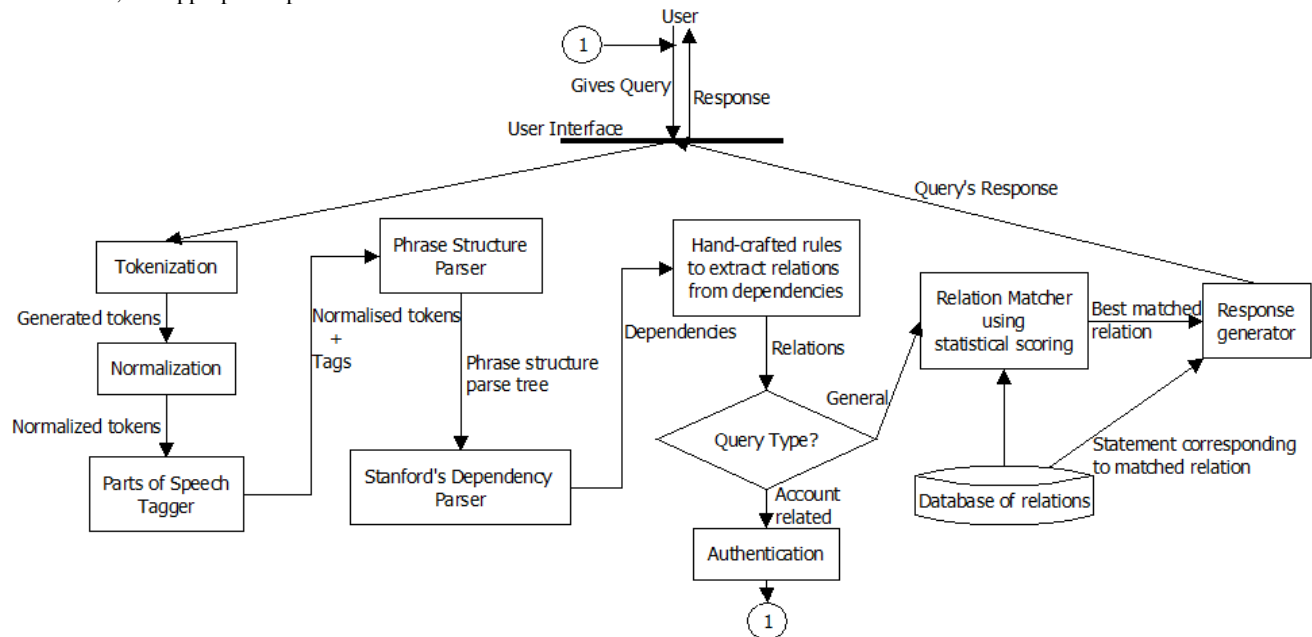 User
1
Gives Query
Response
User Interface
Query's Response
Tokenization
Generated tokens
Normalization
Normalized tokens
Parts of Speech
Tagger
Normalised tokens
+
Tags
Phrase Structure
Parser
Phrase structure
parse tree
Stanford's Dependency
Parser
Dependencies
Hand-crafted rules
to extract relations
from dependencies
Relations
Query Type?
General
Account
related
Authentication
1
Relation Matcher
using
statistical scoring
Best matched
relation
Response
generator
Statement corresponding
to matched relation
Database of relations